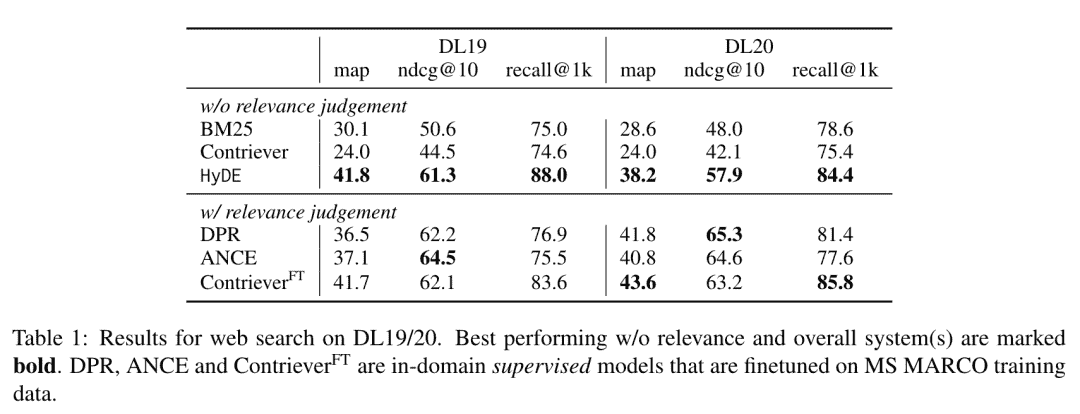 DL19 DL20
map ndcg@10 recall@1k map ndcg@10 recall@1k
w/o relevance judgement
BM25 30.1 50.6 75.0 28.6 48.0 78.6
Contriever 24.0 44.5 74.6 24.0 42.1 75.4
HyDE 41.8 61.3 88.0 38.2 57.9 84.4
w/ relevance judgement
DPR 36.5 62.2 76.9 41.8 65.3 81.4
ANCE 37.1 64.5 75.5 40.8 64.6 77.6
Contriever^FT 41.7 62.1 83.6 43.6 63.2 85.8
Table 1: Results for web search on DL19/20. Best performing w/o relevance and overall system(s) are marked
bold. DPR, ANCE and Contriever^FT are in-domain supervised models that are finetuned on MS MARCO training
data.